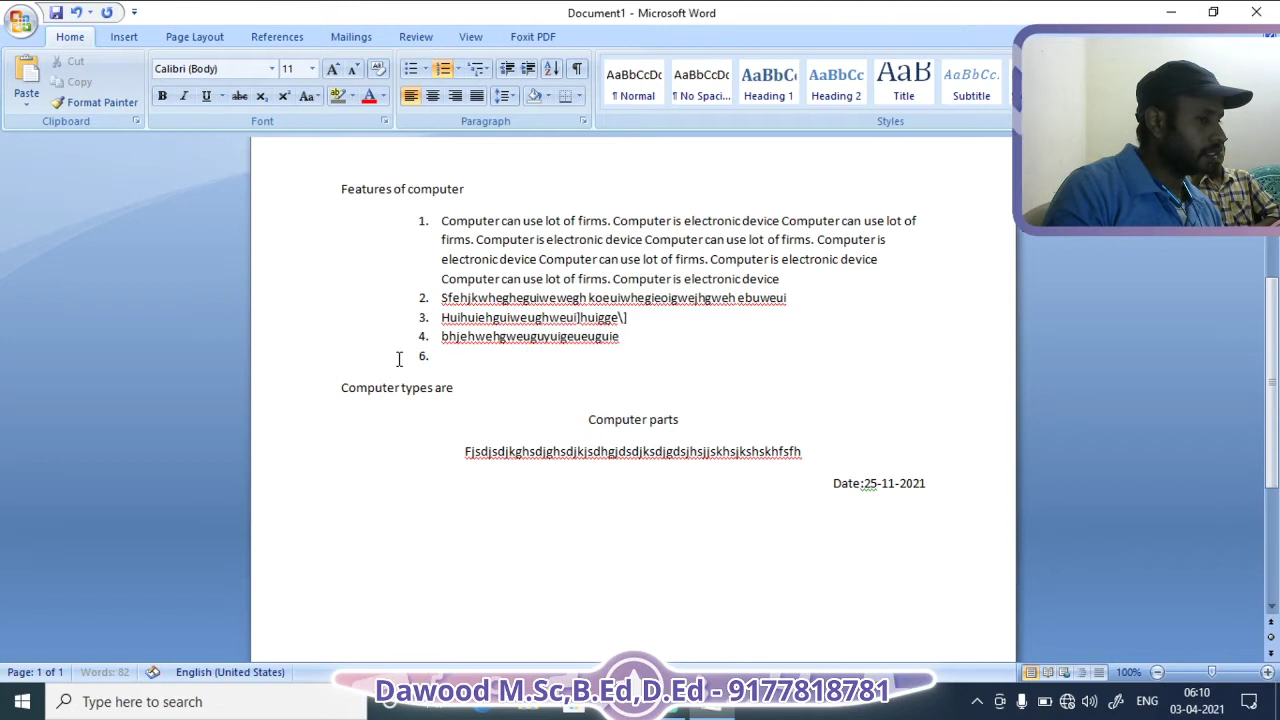 Document1 - Microsoft Word
Home Insert Page Layout References Mailings Review View Foxit PDF
Paste
Cut
Copy
Format Painter
Clipboard
Calibri (Body) 11
Font
Paragraph
AaBbCcDc AaBbCcDc AaBbCc AaBbCc AaB AaBbCc.
¶ Normal ¶ No Spaci... Heading 1 Heading 2 Title Subtitle
Styles
Features of computer
1. Computer can use lot of firms. Computer is electronic device Computer can use lot of
firms. Computer is electronic device Computer can use lot of firms. Computer is
electronic device Computer can use lot of firms. Computer is electronic device
Computer can use lot of firms. Computer is electronic device
2. Sfehjkwhegheguiwewegh koeuiwhegieoigwejhgweh ebuweui
3. Huihuiehguiweughweui]huigge\]
4. bhjehwehgweuguyuigeueuguie
6.
Computer types are
Computer parts
Fjsdjsdjkghsdjghsdjkjsdhgjdsdjksdjgdsjhsjjskhsjkshskhfsfh
Date:25-11-2021
Page: 1 of 1 Words: 82 English (United States) 100%
Dawood M.Sc,B.Ed,D.Ed - 9177818781
Type here to search
ENG
06:10
03-04-2021